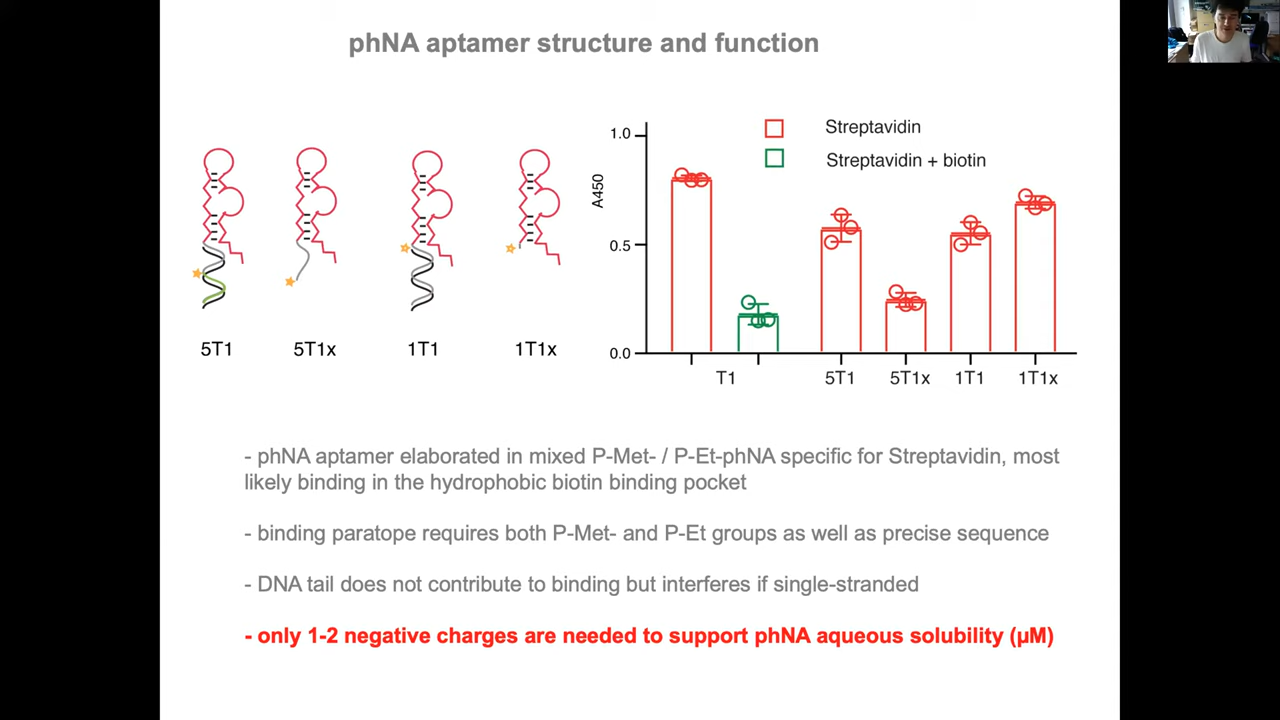 phNA aptamer structure and function
5T1
5T1x
1T1
1T1x
A450
1.0
0.5
0.0
Streptavidin
Streptavidin + biotin
T1
5T1
5T1x
1T1
1T1x
- phNA aptamer elaborated in mixed P-Met- / P-Et-phNA specific for Streptavidin, most
likely binding in the hydrophobic biotin binding pocket
- binding paratope requires both P-Met- and P-Et groups as well as precise sequence
- DNA tail does not contribute to binding but interferes if single-stranded
- only 1-2 negative charges are needed to support phNA aqueous solubility (µM)